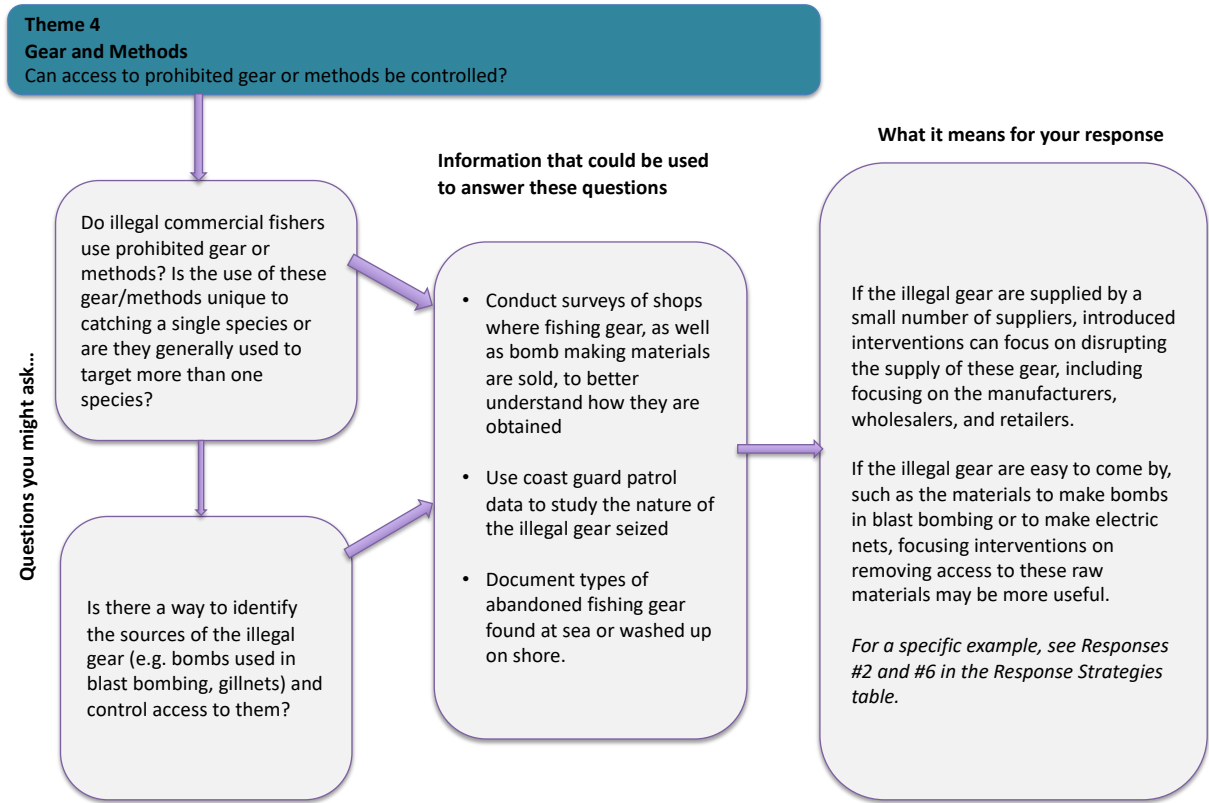 Theme 4
Gear and Methods
Can access to prohibited gear or methods be controlled?
Questions you might ask…
Do illegal commercial fishers
use prohibited gear or
methods? Is the use of these
gear/methods unique to
catching a single species or
are they generally used to
target more than one
species?
Is there a way to identify
the sources of the illegal
gear (e.g. bombs used in
blast bombing, gillnets) and
control access to them?
Information that could be used
to answer these questions
• Conduct surveys of shops
where fishing gear, as well
as bomb making materials
are sold, to better
understand how they are
obtained
• Use coast guard patrol
data to study the nature of
the illegal gear seized
• Document types of
abandoned fishing gear
found at sea or washed up
on shore.
What it means for your response
If the illegal gear are supplied by a
small number of suppliers, introduced
interventions can focus on disrupting
the supply of these gear, including
focusing on the manufacturers,
wholesalers, and retailers.
If the illegal gear are easy to come by,
such as the materials to make bombs
in blast bombing or to make electric
nets, focusing interventions on
removing access to these raw
materials may be more useful.
For a specific example, see Responses
#2 and #6 in the Response Strategies
table.